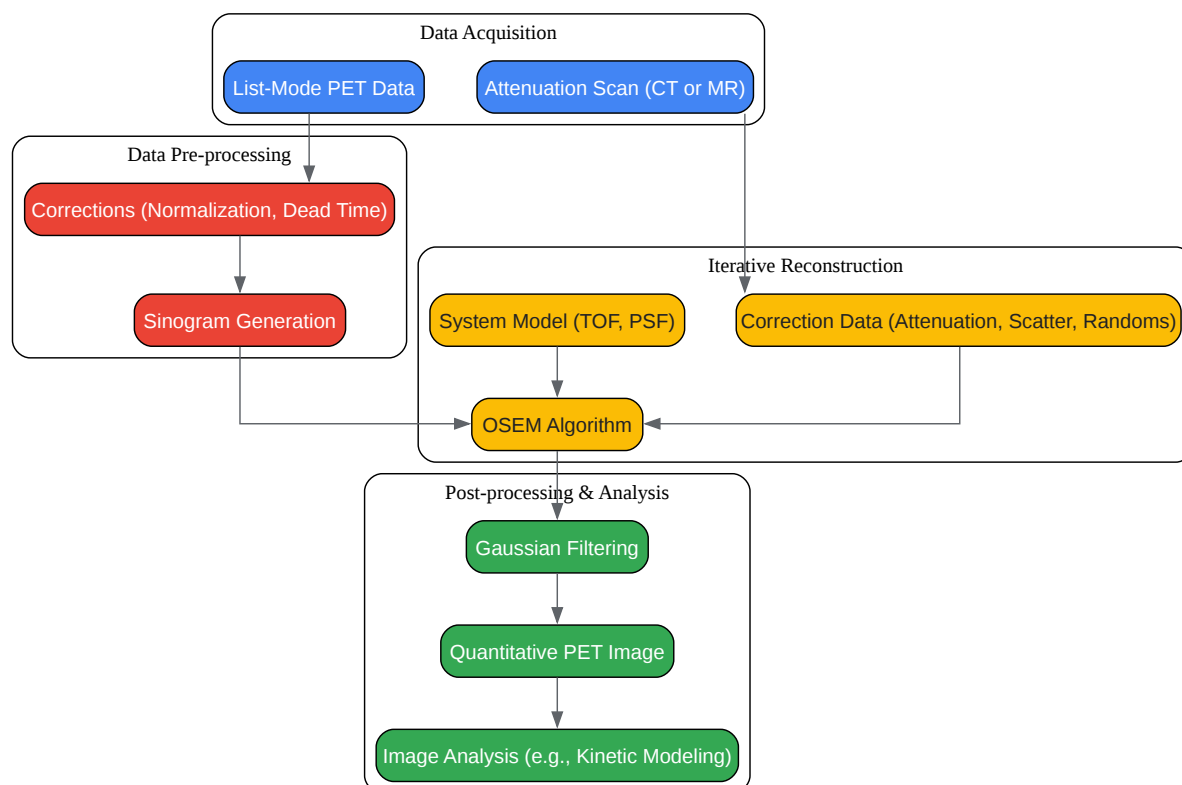 Data Acquisition
List-Mode PET Data
Attenuation Scan (CT or MR)
Data Pre-processing
Corrections (Normalization, Dead Time)
Sinogram Generation
Iterative Reconstruction
System Model (TOF, PSF)
Correction Data (Attenuation, Scatter, Randoms)
OSEM Algorithm
Post-processing & Analysis
Gaussian Filtering
Quantitative PET Image
Image Analysis (e.g., Kinetic Modeling)